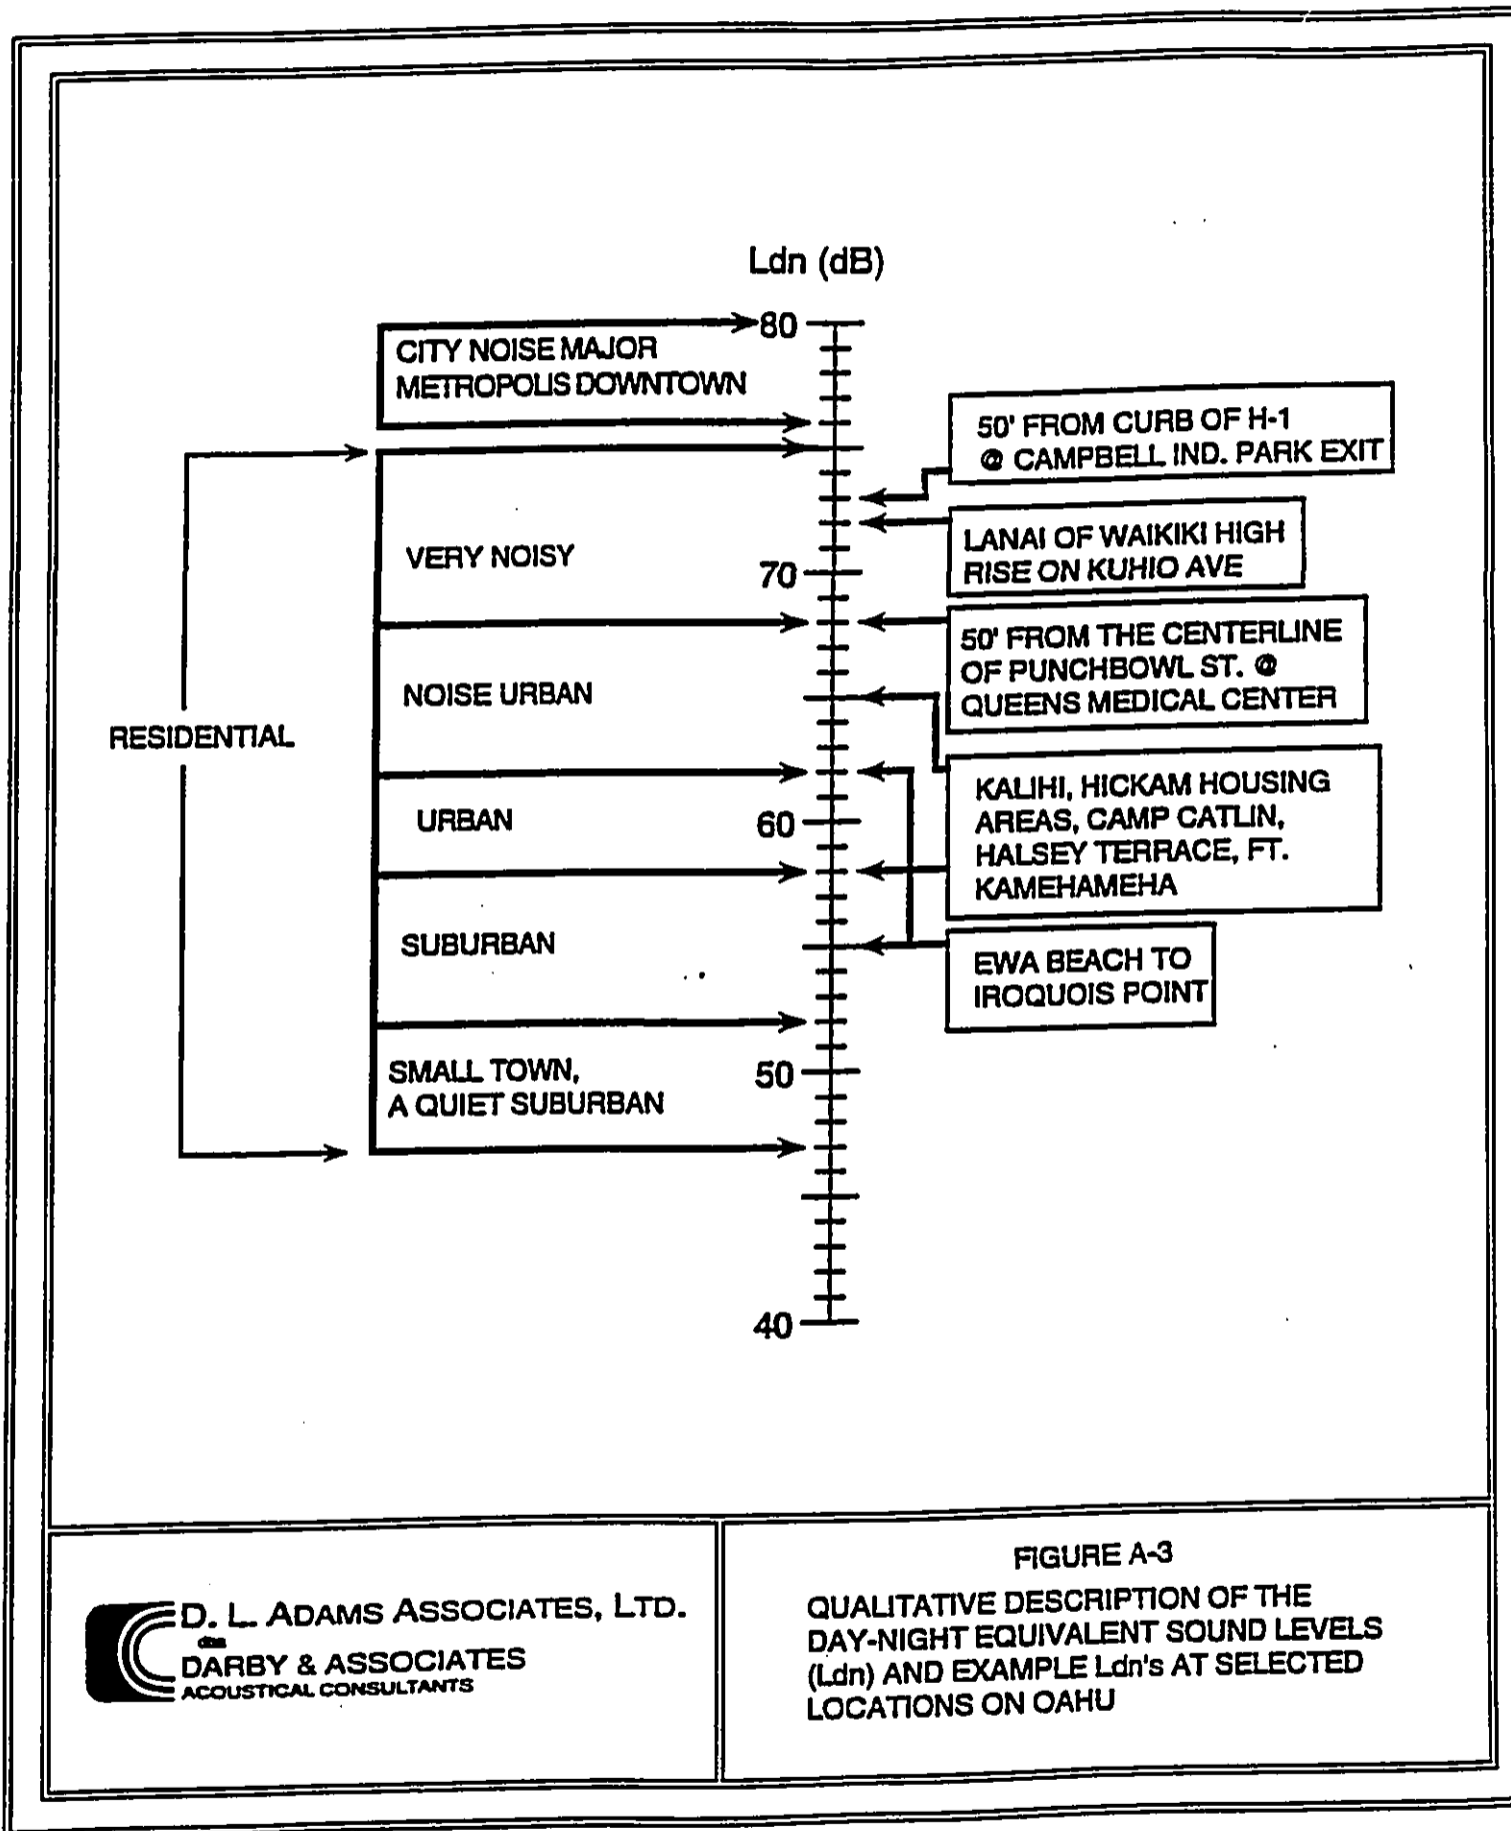 Ldn (dB)
80
CITY NOISE MAJOR
METROPOLIS DOWNTOWN
50' FROM CURB OF H-1
@ CAMPBELL IND. PARK EXIT
LANAI OF WAIKIKI HIGH
RISE ON KUHIO AVE
VERY NOISY
70
50' FROM THE CENTERLINE
OF PUNCHBOWL ST. @
QUEENS MEDICAL CENTER
NOISE URBAN
RESIDENTIAL
KALIHI, HICKAM HOUSING
AREAS, CAMP CATLIN,
HALSEY TERRACE, FT.
KAMEHAMEHA
URBAN
60
SUBURBAN
EWA BEACH TO
IROQUOIS POINT
SMALL TOWN,
A QUIET SUBURBAN
50
40
D. L. ADAMS ASSOCIATES, LTD.
dba
DARBY & ASSOCIATES
ACOUSTICAL CONSULTANTS
FIGURE A-3
QUALITATIVE DESCRIPTION OF THE
DAY-NIGHT EQUIVALENT SOUND LEVELS
(Ldn) AND EXAMPLE Ldn's AT SELECTED
LOCATIONS ON OAHU